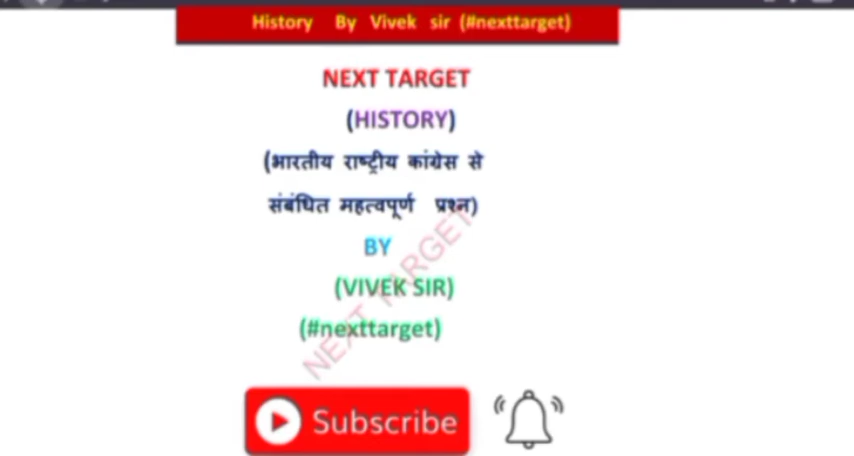 History By Vivek sir (#nexttarget)
NEXT TARGET
(HISTORY)
(भारतीय राष्ट्रीय कांग्रेस से
संबंधित महत्वपूर्ण प्रश्न)
BY
(VIVEK SIR)
(#nexttarget)
NEXT TARGET
Subscribe